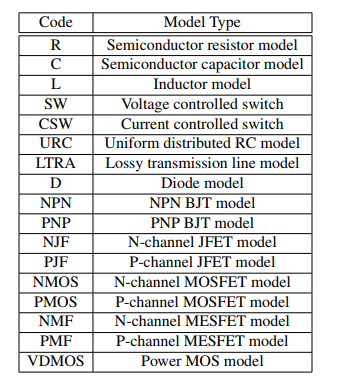 Code Model Type
R Semiconductor resistor model
C Semiconductor capacitor model
L Inductor model
SW Voltage controlled switch
CSW Current controlled switch
URC Uniform distributed RC model
LTRA Lossy transmission line model
D Diode model
NPN NPN BJT model
PNP PNP BJT model
NJF N-channel JFET model
PJF P-channel JFET model
NMOS N-channel MOSFET model
PMOS P-channel MOSFET model
NMF N-channel MESFET model
PMF P-channel MESFET model
VDMOS Power MOS model